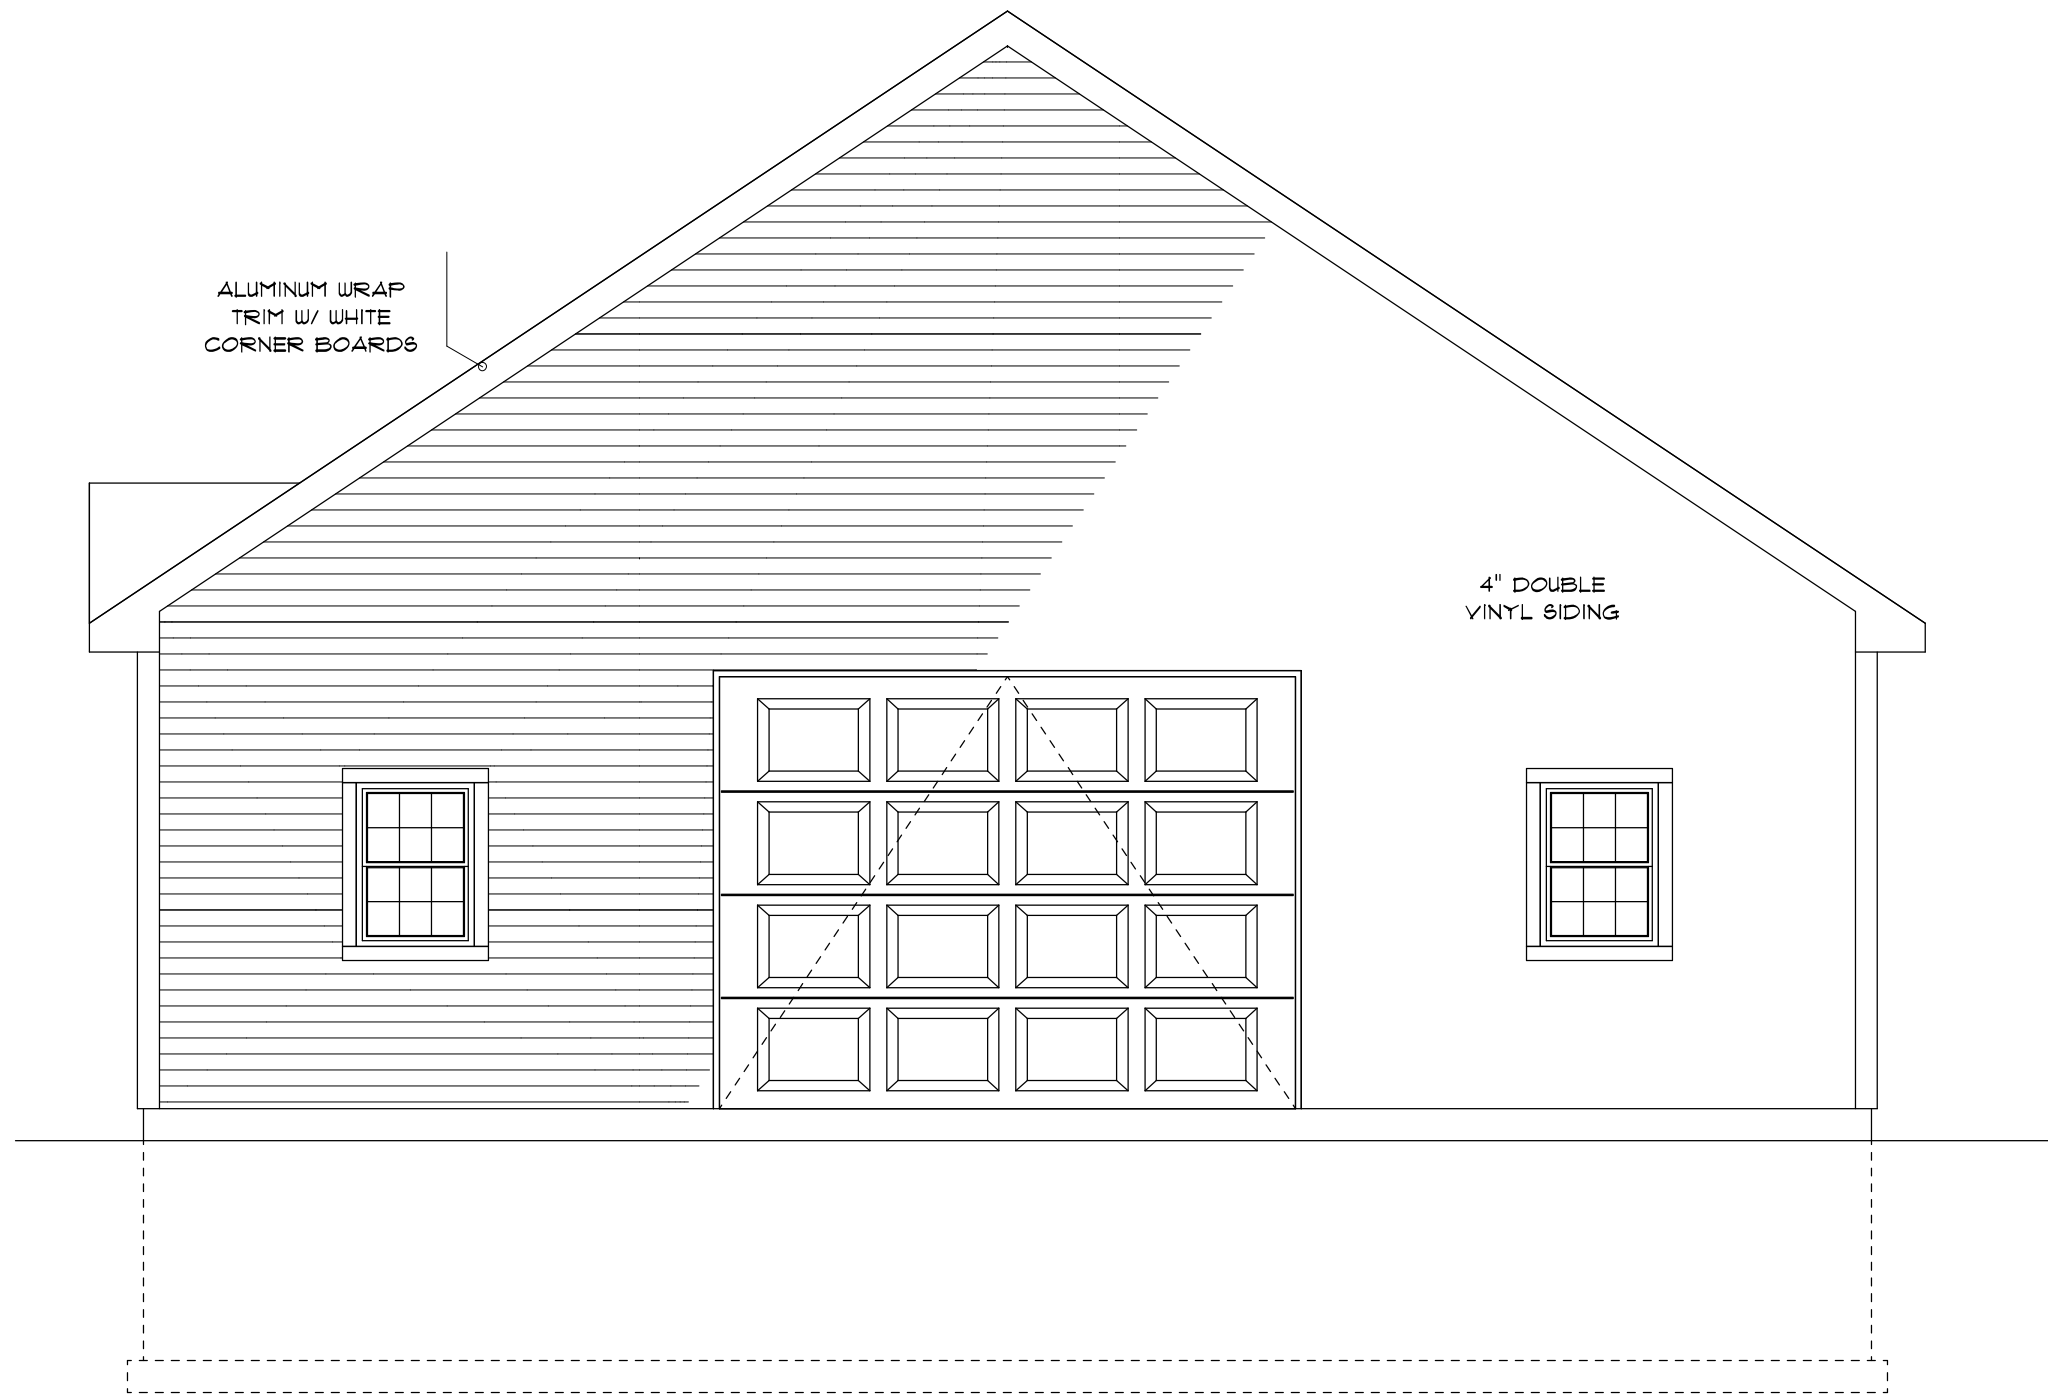 ALUMINUM WRAP
TRIM W/ WHITE
CORNER BOARDS
4" DOUBLE
VINYL SIDING